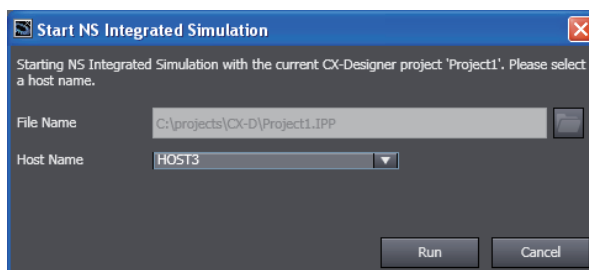 Start NS Integrated Simulation
Starting NS Integrated Simulation with the current CX-Designer project 'Project1'. Please select
a host name.
File Name
C:\projects\CX-D\Project1.IPP
Host Name
HOST3
Run
Cancel